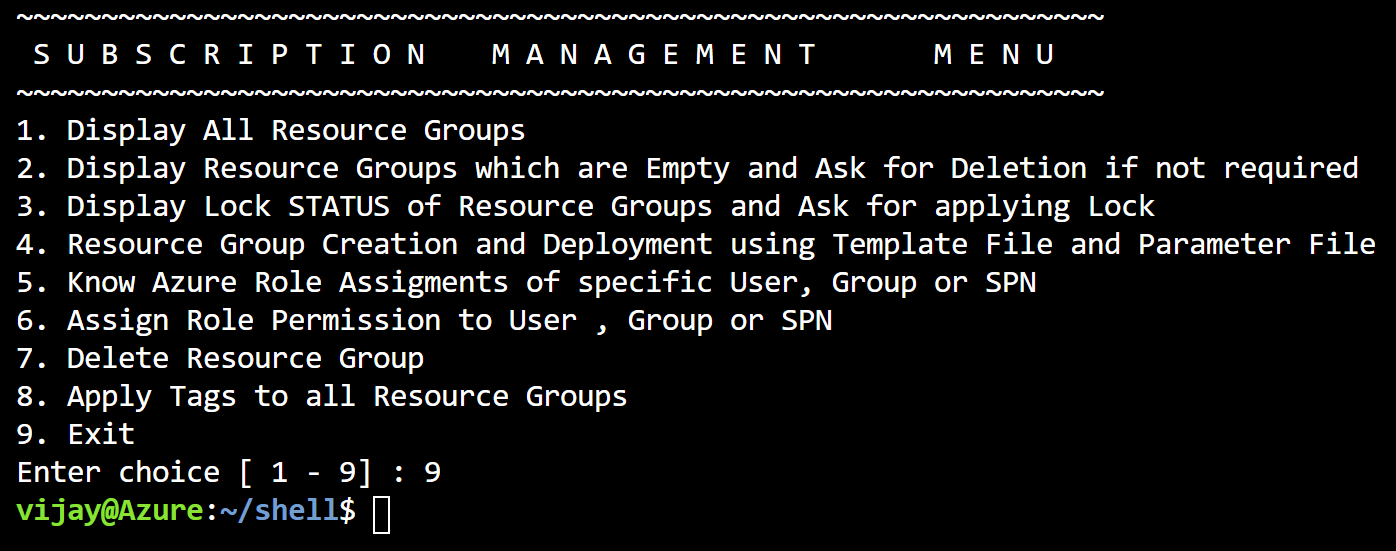 ~~~~~~~~~~~~~~~~~~~~~~~~~~~~~~~~~~~~~~~~~~~~~~~~~~~~~~~~~~~~~~~~
 S U B S C R I P T I O N    M A N A G E M E N T       M E N U
~~~~~~~~~~~~~~~~~~~~~~~~~~~~~~~~~~~~~~~~~~~~~~~~~~~~~~~~~~~~~~~~
1. Display All Resource Groups
2. Display Resource Groups which are Empty and Ask for Deletion if not required
3. Display Lock STATUS of Resource Groups and Ask for applying Lock
4. Resource Group Creation and Deployment using Template File and Parameter File
5. Know Azure Role Assigments of specific User, Group or SPN
6. Assign Role Permission to User , Group or SPN
7. Delete Resource Group
8. Apply Tags to all Resource Groups
9. Exit
Enter choice [ 1 - 9] : 9
vijay@Azure:~/shell$